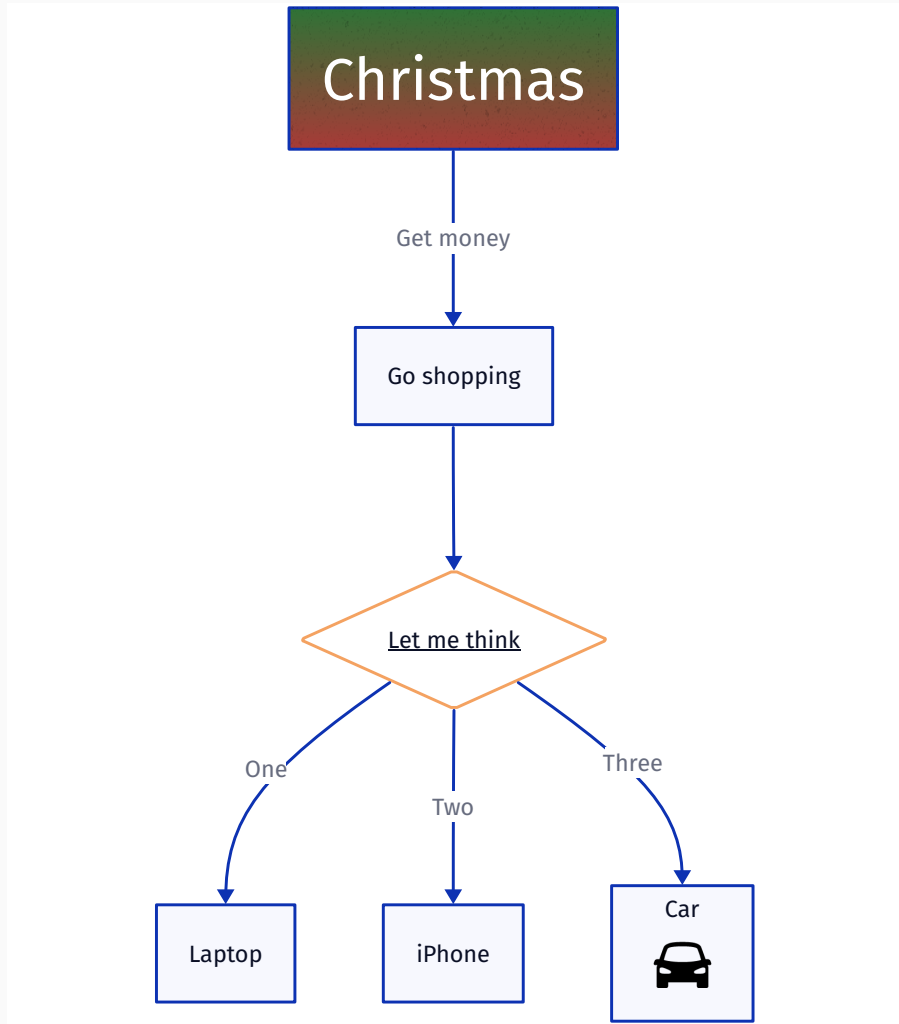 Christmas
Get money
Go shopping
Let me think
One
Three
Two
Car
Laptop
iPhone